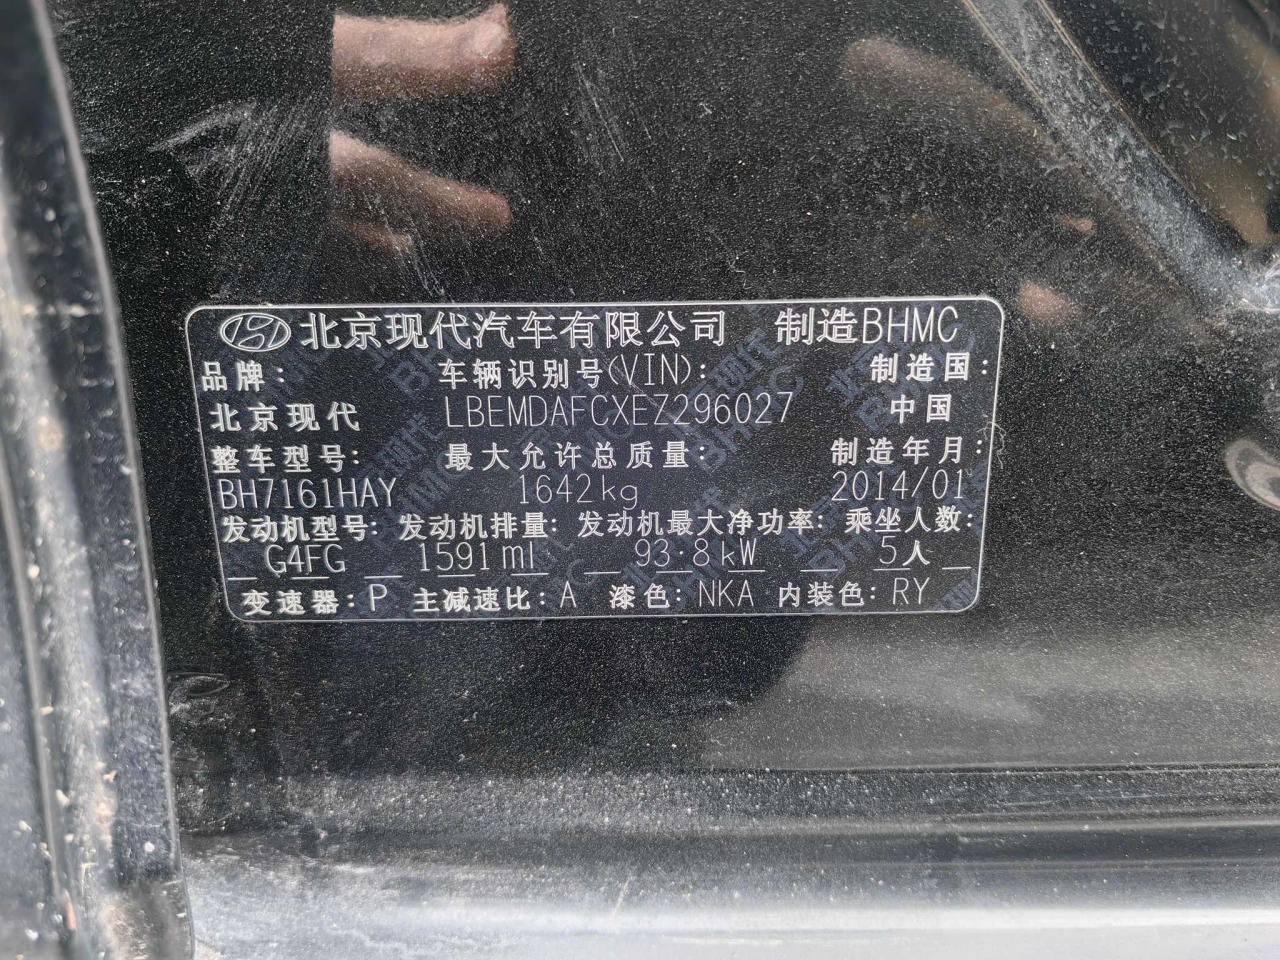 北京现代汽车有限公司 制造BHMC
品牌: 车辆识别号(VIN): 制造国:
北京现代 LBEMDAFCXEZ296027 中国
整车型号: 最大允许总质量: 制造年月:
BH7161HAY 1642kg 2014/01
发动机型号: 发动机排量: 发动机最大净功率: 乘坐人数:
G4FG 1591ml 93.8kW 5人
变速器: P 主减速比: A 漆色: NKA 内装色: RY